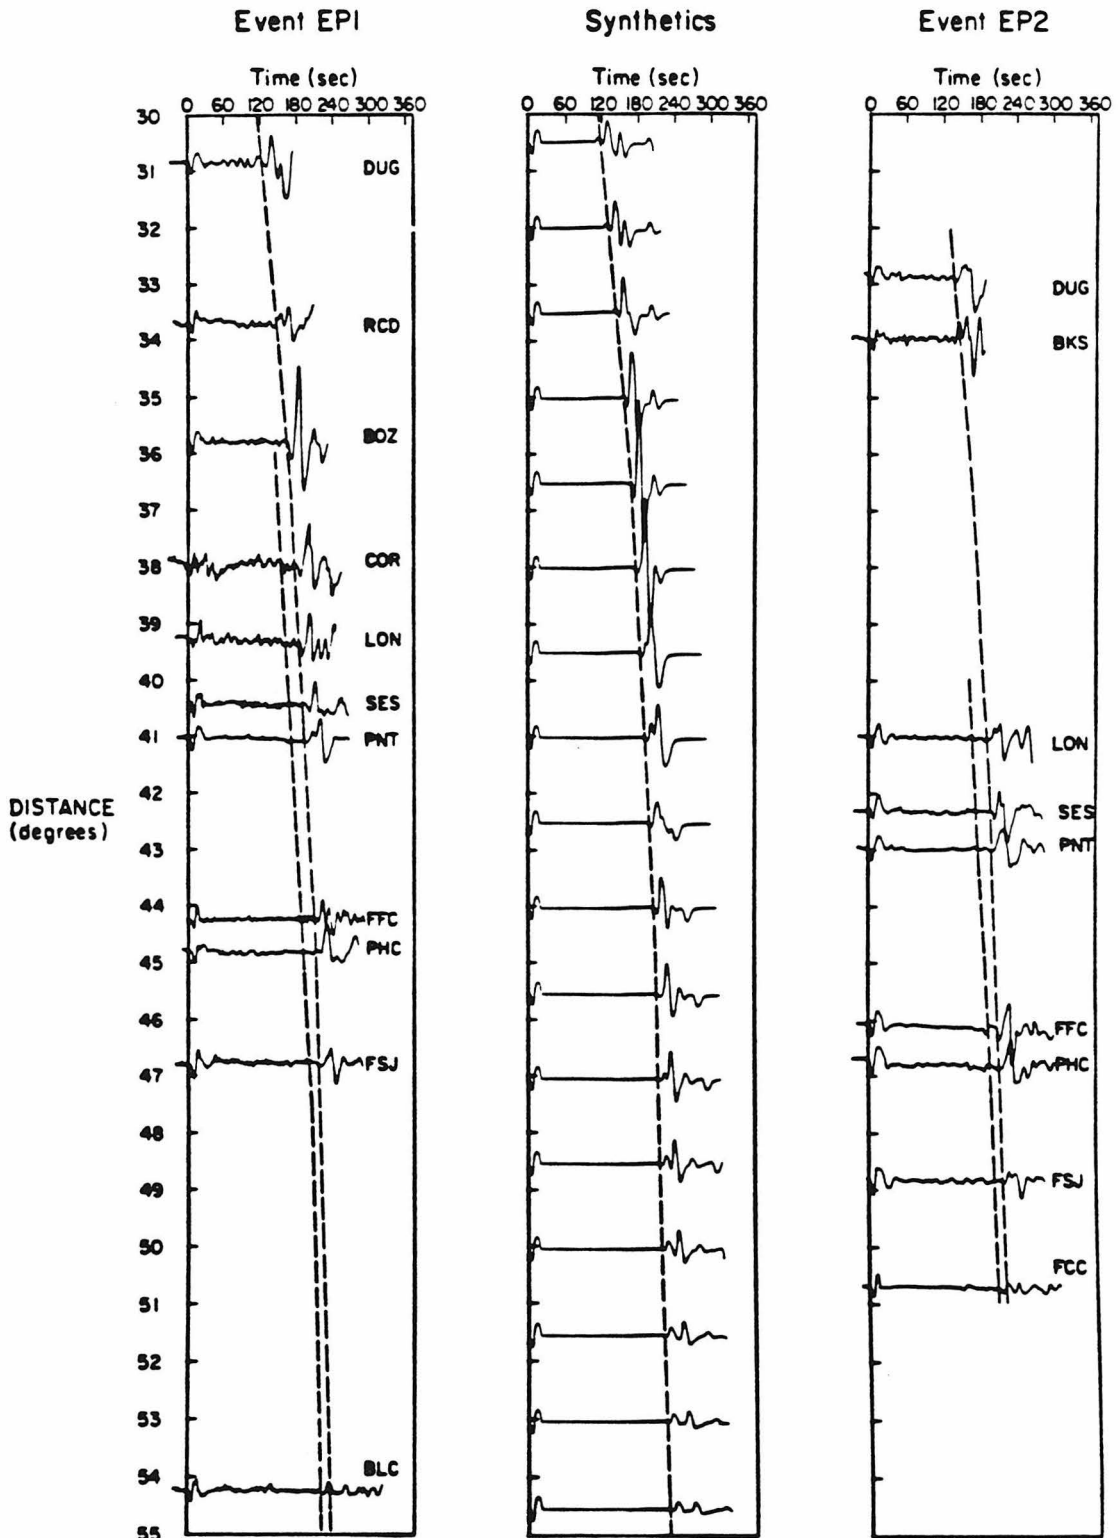 Event EP1
Synthetics
Event EP2
Time (sec)
Time (sec)
Time (sec)
0 60 120 180 240 300 360
0 60 120 180 240 300 360
0 60 120 180 240 300 360
30
31
32
33
34
35
36
37
38
39
40
41
42
43
44
45
46
47
48
49
50
51
52
53
54
55
DISTANCE
(degrees)
DUG
RCD
BOZ
COR
LON
SES
PNT
FFC
PHC
FSJ
BLC
DUG
BKS
LON
SES
PNT
FFC
PHC
FSJ
FCC